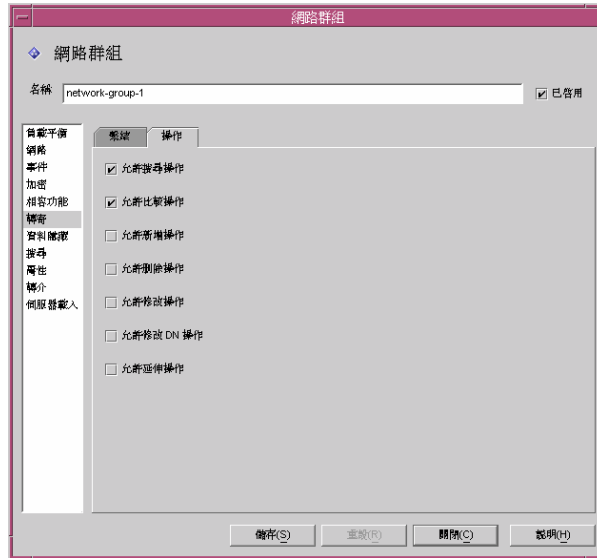 網路群組
網路群組
名稱 network-group-1 已啓用
負載平衡
網路
事件
加密
相容功能
轉寄
資料隱藏
搜尋
屬性
轉介
伺服器載入
繫結 操作
允許搜尋操作
允許比較操作
允許新增操作
允許刪除操作
允許修改操作
允許修改 DN 操作
允許延伸操作
儲存(S) 重設(R) 關閉(C) 說明(H)